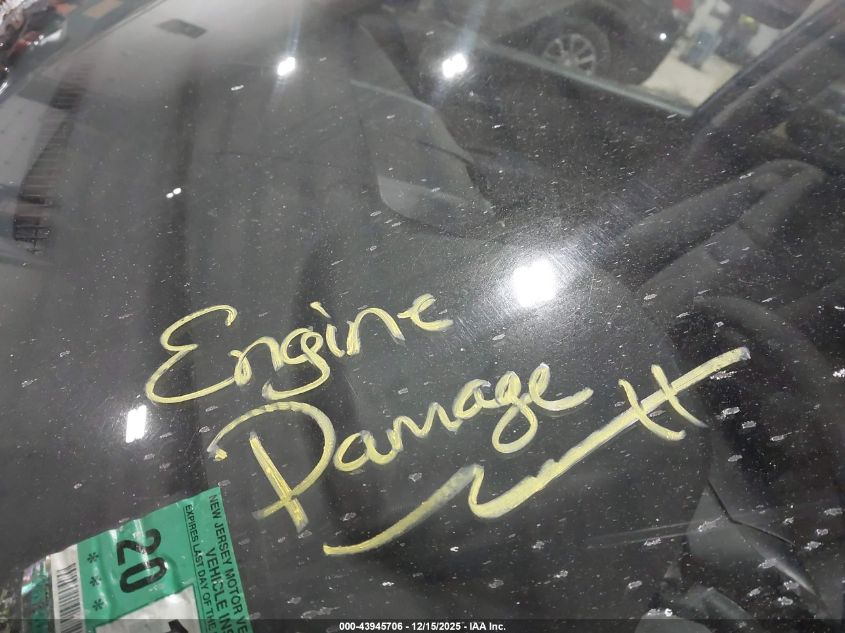 Engine
Damage
NEW JERSEY MOTOR VE
VEHICLE INS
EXPIRES LAST DAY OF THE
20
000-43945706 - 12/15/2025 - IAA Inc.